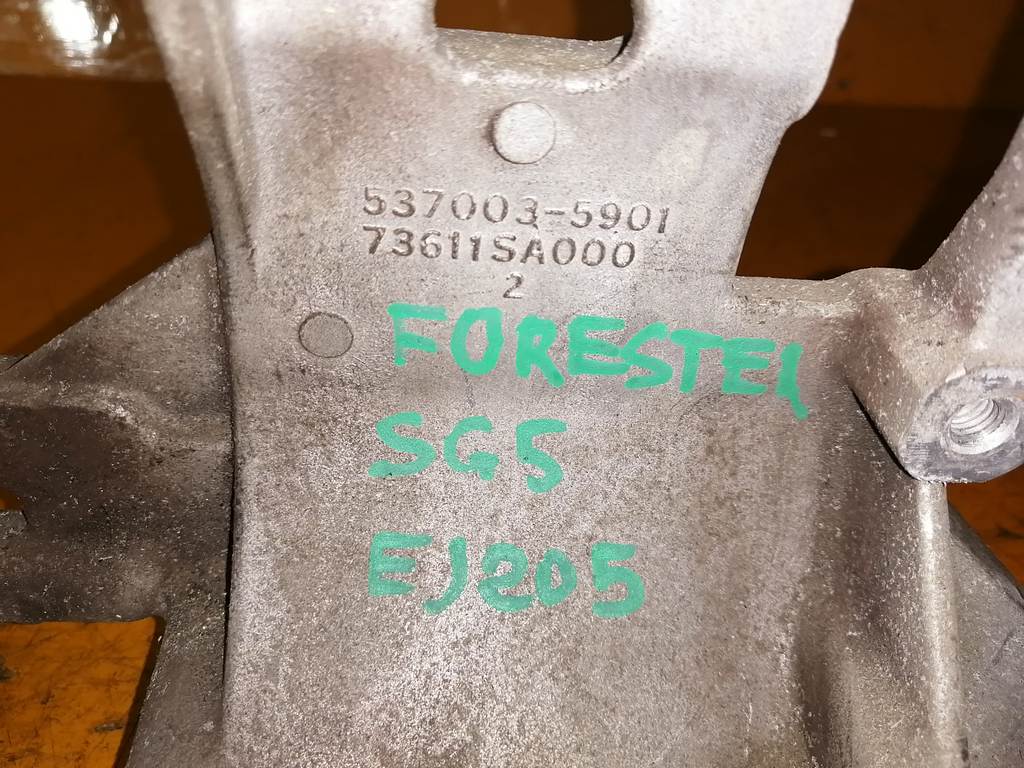 537003-5901
73611SA000
2
FORESTER
SG5
EJ205